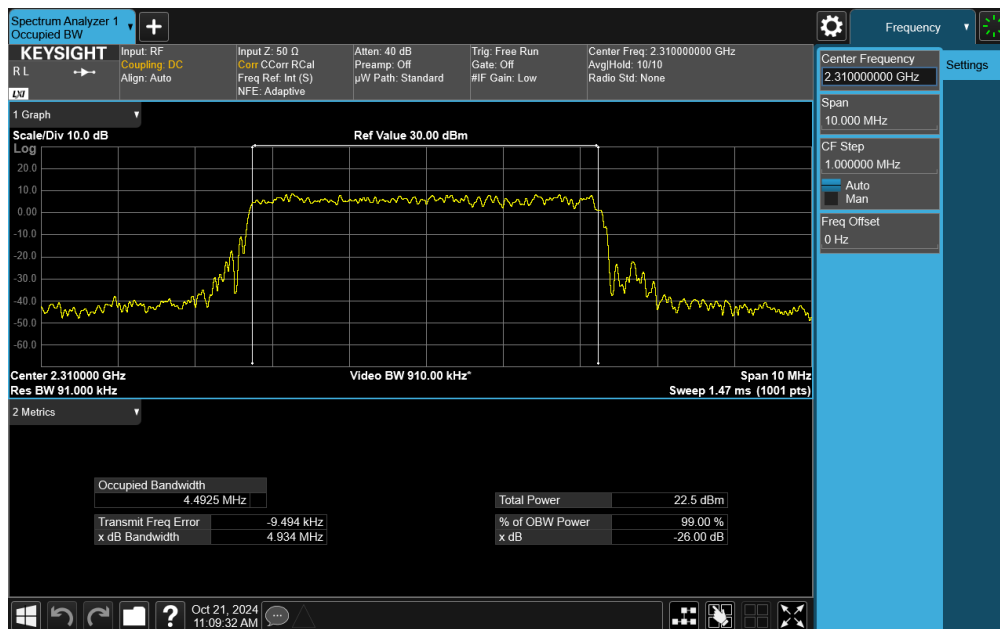 Spectrum Analyzer 1
Occupied BW
Frequency
KEYSIGHT
R L
LXI
Input: RF
Coupling: DC
Align: Auto
Input Z: 50 Ω
Corr CCorr RCal
Freq Ref: Int (S)
NFE: Adaptive
Atten: 40 dB
Preamp: Off
µW Path: Standard
Trig: Free Run
Gate: Off
#IF Gain: Low
Center Freq: 2.310000000 GHz
Avg|Hold: 10/10
Radio Std: None
Center Frequency
2.310000000 GHz
Settings
Span
10.000 MHz
CF Step
1.000000 MHz
Auto
Man
Freq Offset
0 Hz
1 Graph
Scale/Div 10.0 dB
Ref Value 30.00 dBm
Log
20.0
10.0
0.00
-10.0
-20.0
-30.0
-40.0
-50.0
-60.0
Center 2.310000 GHz
Video BW 910.00 kHz*
Span 10 MHz
Res BW 91.000 kHz
Sweep 1.47 ms (1001 pts)
2 Metrics
Occupied Bandwidth
4.4925 MHz
Total Power 22.5 dBm
Transmit Freq Error -9.494 kHz
% of OBW Power 99.00 %
x dB Bandwidth 4.934 MHz
x dB -26.00 dB
Oct 21, 2024
11:09:32 AM